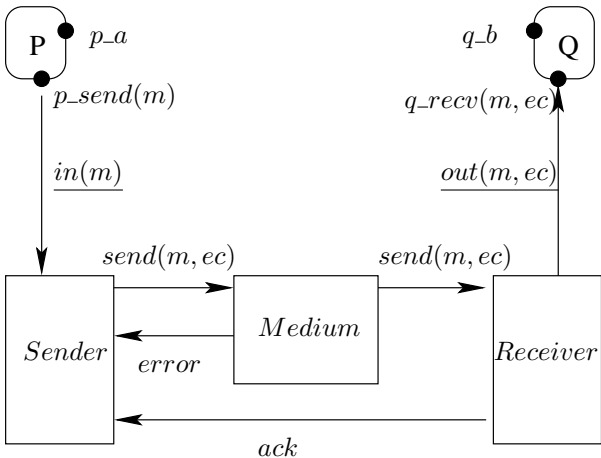 P
p_a
q_b
Q
p_send(m)
q_recv(m, ec)
in(m)
out(m, ec)
send(m, ec)
send(m, ec)
Sender
Medium
Receiver
error
ack